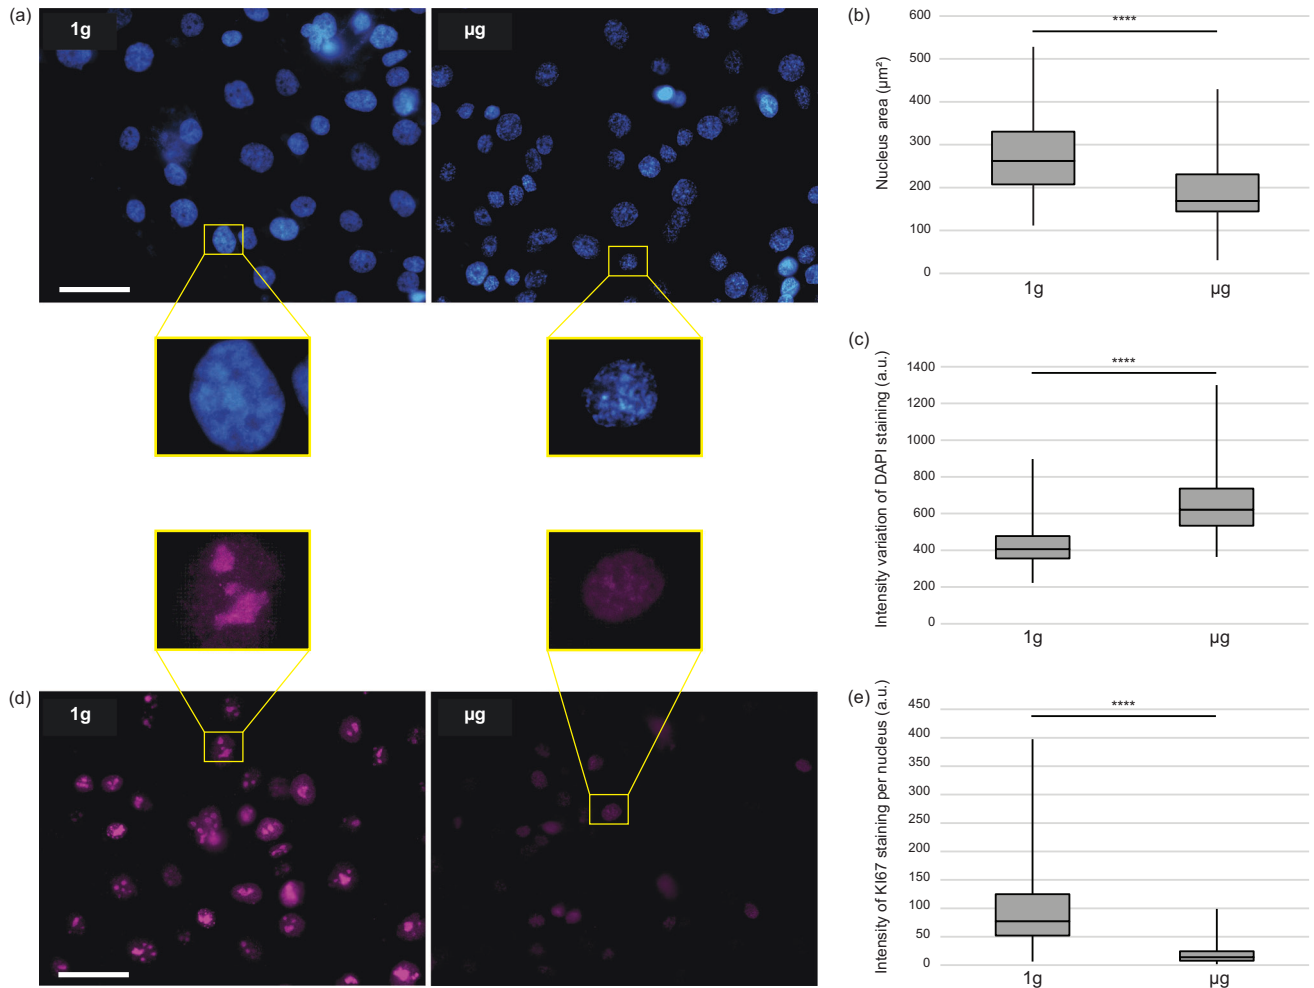 (a)
1g
µg
(b)
Nucleus area (µm²)
600
500
400
300
200
100
0
****
1g
µg
(c)
Intensity variation of DAPI staining (a.u.)
1400
1200
1000
800
600
400
200
0
****
1g
µg
(d)
1g
µg
(e)
Intensity of KI67 staining per nucleus (a.u.)
450
400
350
300
250
200
150
100
50
0
****
1g
µg